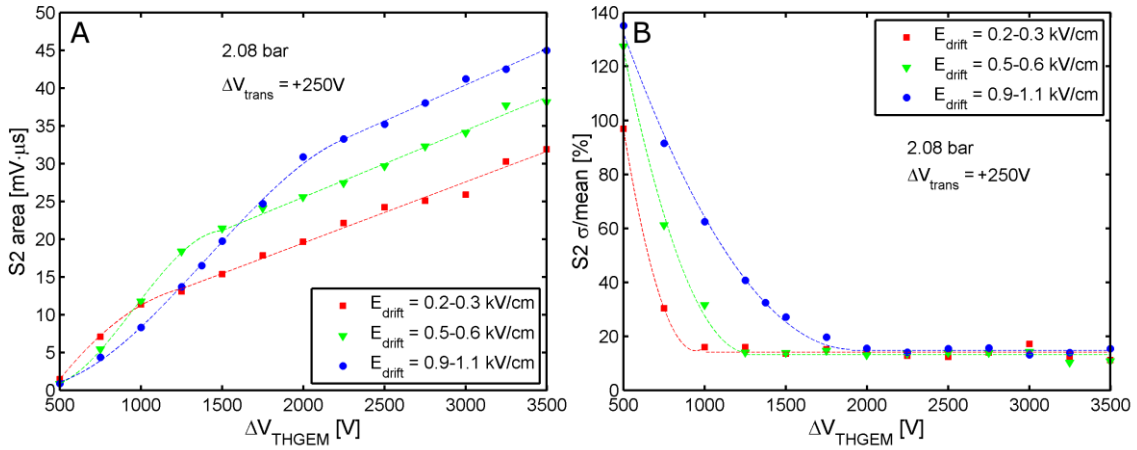 A
2.08 bar
ΔV_trans = +250V
S2 area [mV·μs]
50
45
40
35
30
25
20
15
10
5
0
E_drift = 0.2-0.3 kV/cm
E_drift = 0.5-0.6 kV/cm
E_drift = 0.9-1.1 kV/cm
500 1000 1500 2000 2500 3000 3500
ΔV_THGEM [V]
B
E_drift = 0.2-0.3 kV/cm
E_drift = 0.5-0.6 kV/cm
E_drift = 0.9-1.1 kV/cm
2.08 bar
ΔV_trans = +250V
S2 σ/mean [%]
140
120
100
80
60
40
20
0
500 1000 1500 2000 2500 3000 3500
ΔV_THGEM [V]